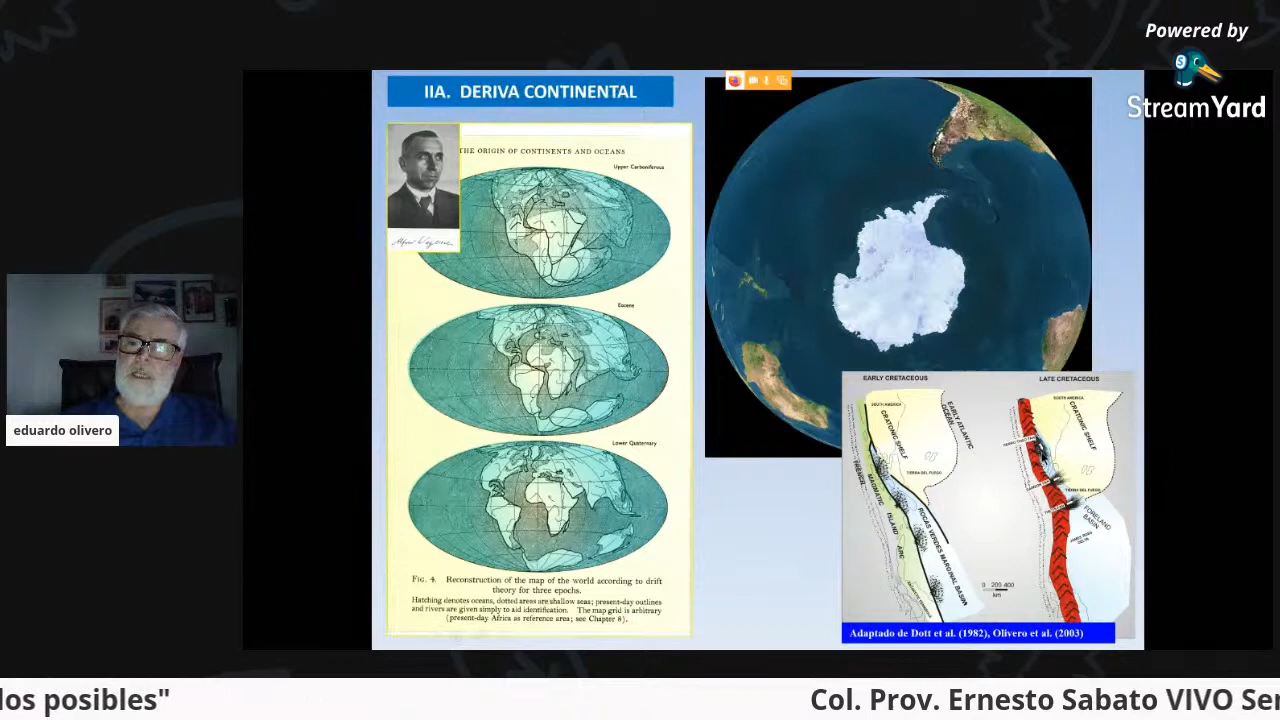 Powered by
StreamYard
IIA. DERIVA CONTINENTAL
THE ORIGIN OF CONTINENTS AND OCEANS
Upper Carboniferous
Eocene
Lower Quaternary
FIG. 4. Reconstruction of the map of the world according to drift
theory for three epochs.
Hatching denotes oceans, dotted areas are shallow seas; present-day outlines
and rivers are given simply to aid identification. The map grid is arbitrary
(present-day Africa as reference area; see Chapter 8).
EARLY CRETACEOUS
SOUTH AMERICA
CRATONIC SHELF
EARLY ATLANTIC
OCEAN
TIERRA DEL FUEGO
TRENCH
MAGMATIC ISLAND ARC
ROCAS VERDES MARGINAL BASIN
0 200 400
km
LATE CRETACEOUS
SOUTH AMERICA
CRATONIC SHELF
TIERRA DEL FUEGO
FORELAND
BASIN
Adaptado de Dott et al. (1982), Olivero et al. (2003)
eduardo olivero
los posibles"
Col. Prov. Ernesto Sabato VIVO Ser